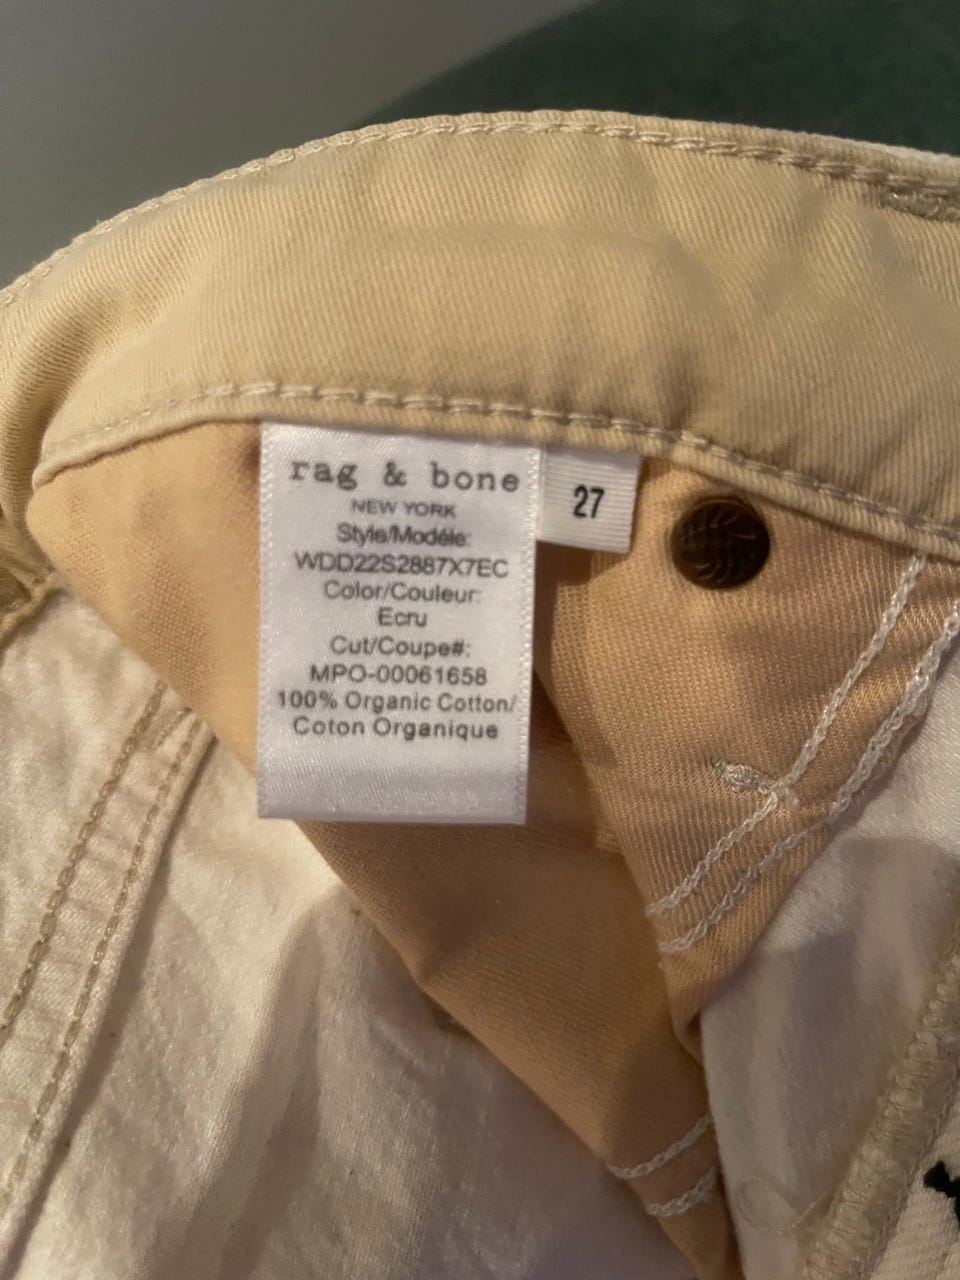 rag & bone
NEW YORK
Style/Modéle:
WDD22S2887X7EC
Color/Couleur:
Ecru
Cut/Coupe#:
MPO-00061658
100% Organic Cotton/
Coton Organique
27